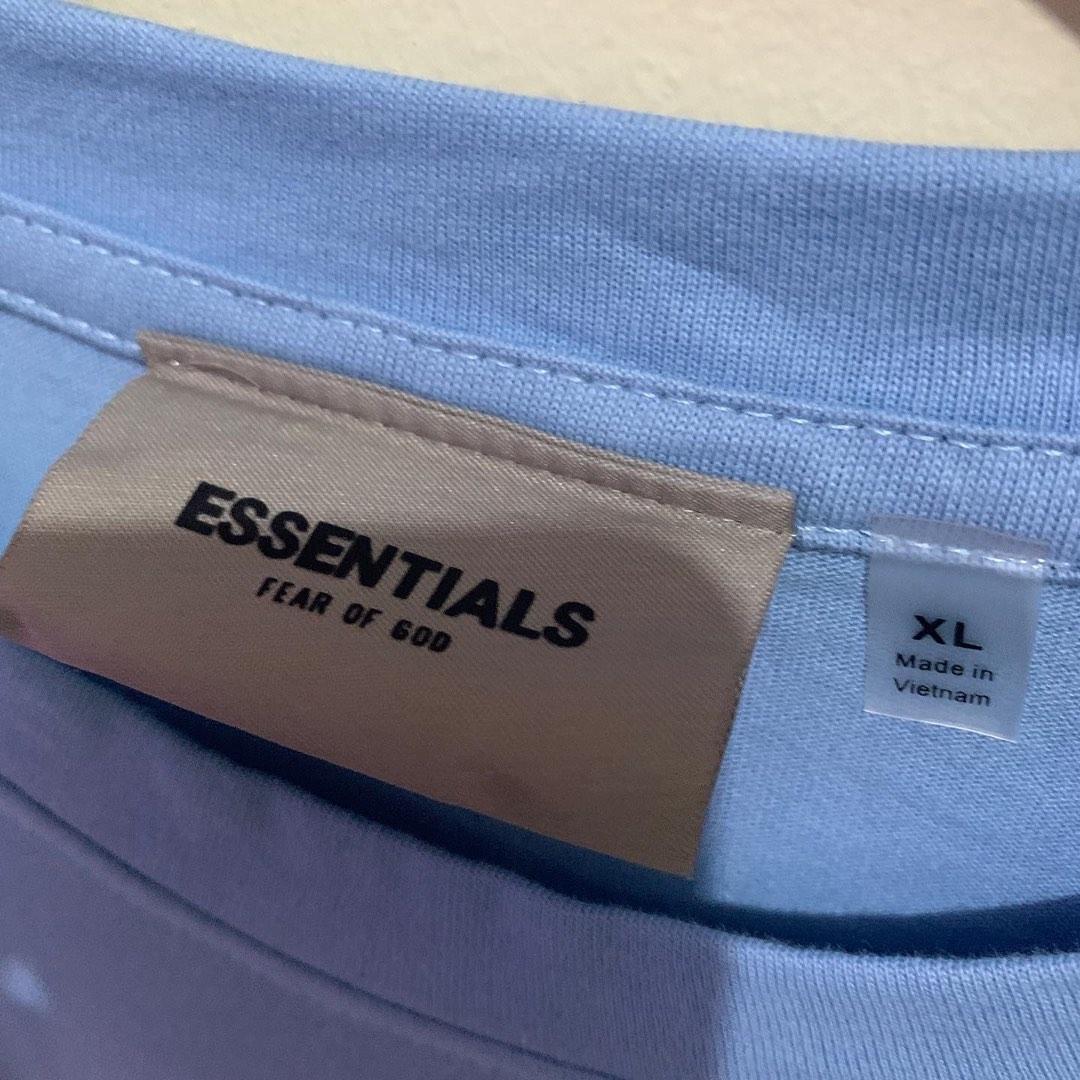 ESSENTIALS
FEAR OF GOD
XL
Made in
Vietnam